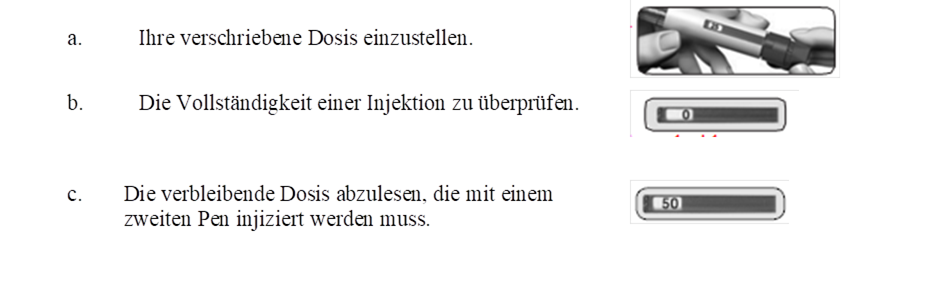 a. Ihre verschriebene Dosis einzustellen.
b. Die Vollständigkeit einer Injektion zu überprüfen.
0
c. Die verbleibende Dosis abzulesen, die mit einem
zweiten Pen injiziert werden muss.
50